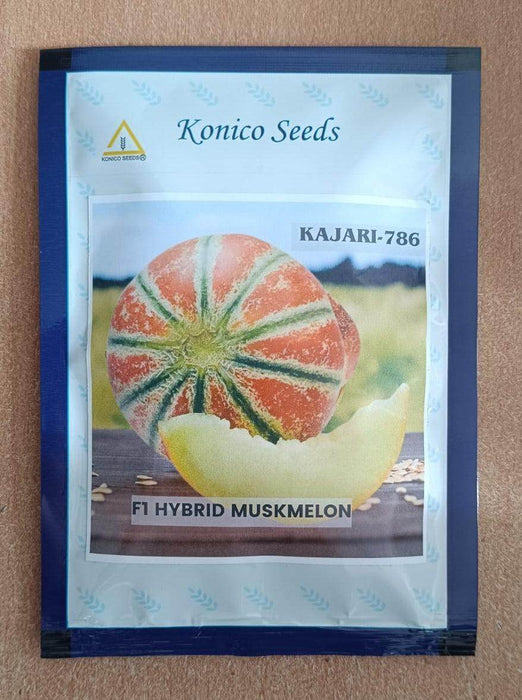 Konico Seeds
KONICO SEEDS®
KAJARI-786
F1 HYBRID MUSKMELON